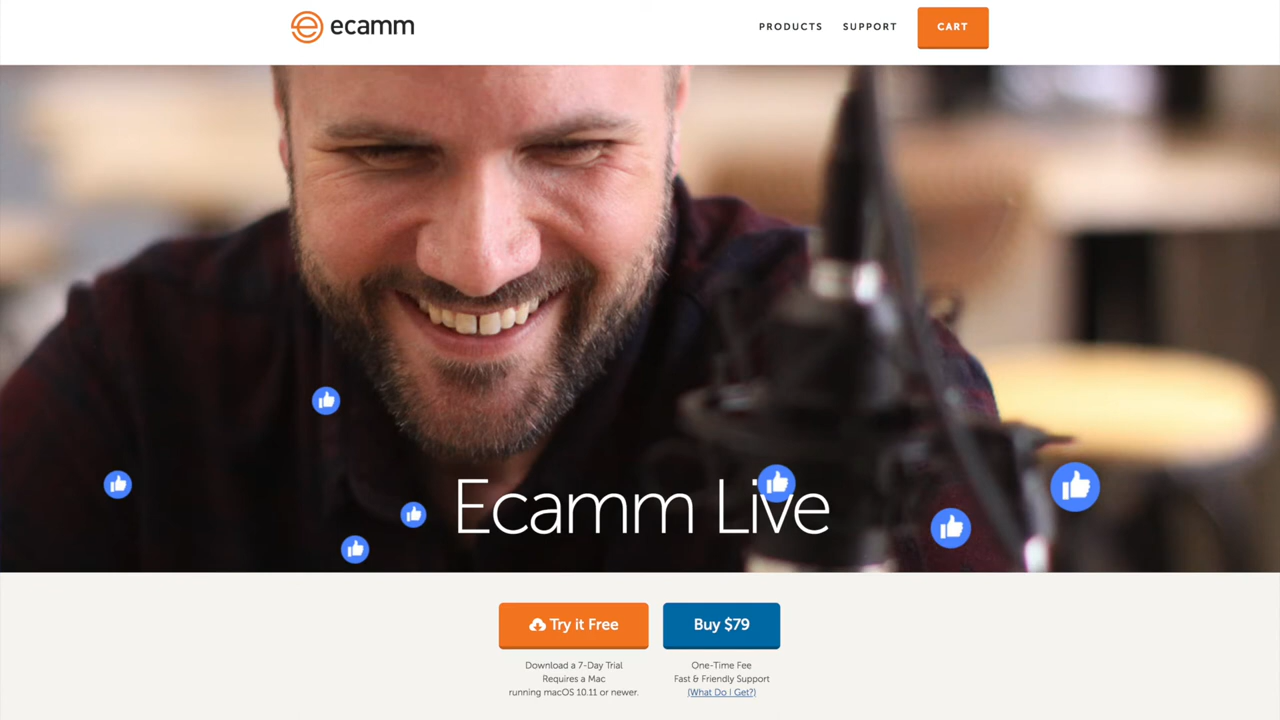 ecamm
PRODUCTS
SUPPORT
CART
Ecamm Live
Try it Free
Buy $79
Download a 7-Day Trial
Requires a Mac
running macOS 10.11 or newer.
One-Time Fee
Fast & Friendly Support
(What Do I Get?)